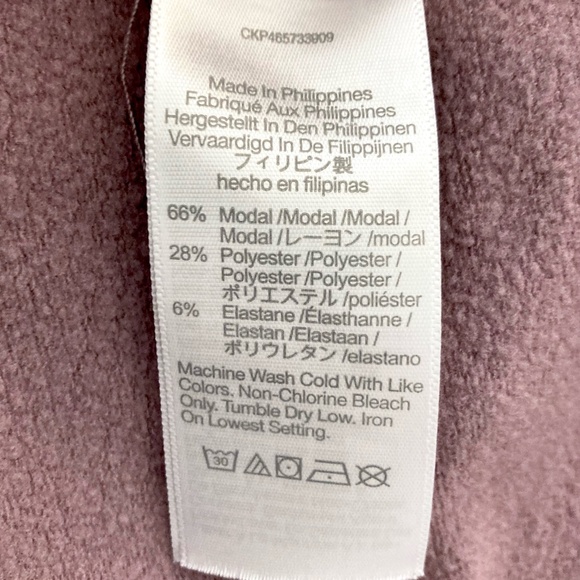 CKP465733909
Made In Philippines
Fabriqué Aux Philippines
Hergestellt In Den Philippinen
Vervaardigd In De Filippijnen
フィリピン製
hecho en filipinas
66% Modal /Modal /Modal /
Modal /レーヨン /modal
28% Polyester /Polyester /
Polyester /Polyester /
ポリエステル /poliéster
6% Elastane /Élasthanne /
Elastan /Elastaan /
ポリウレタン /elastano
Machine Wash Cold With Like
Colors. Non-Chlorine Bleach
Only. Tumble Dry Low. Iron
On Lowest Setting.
30